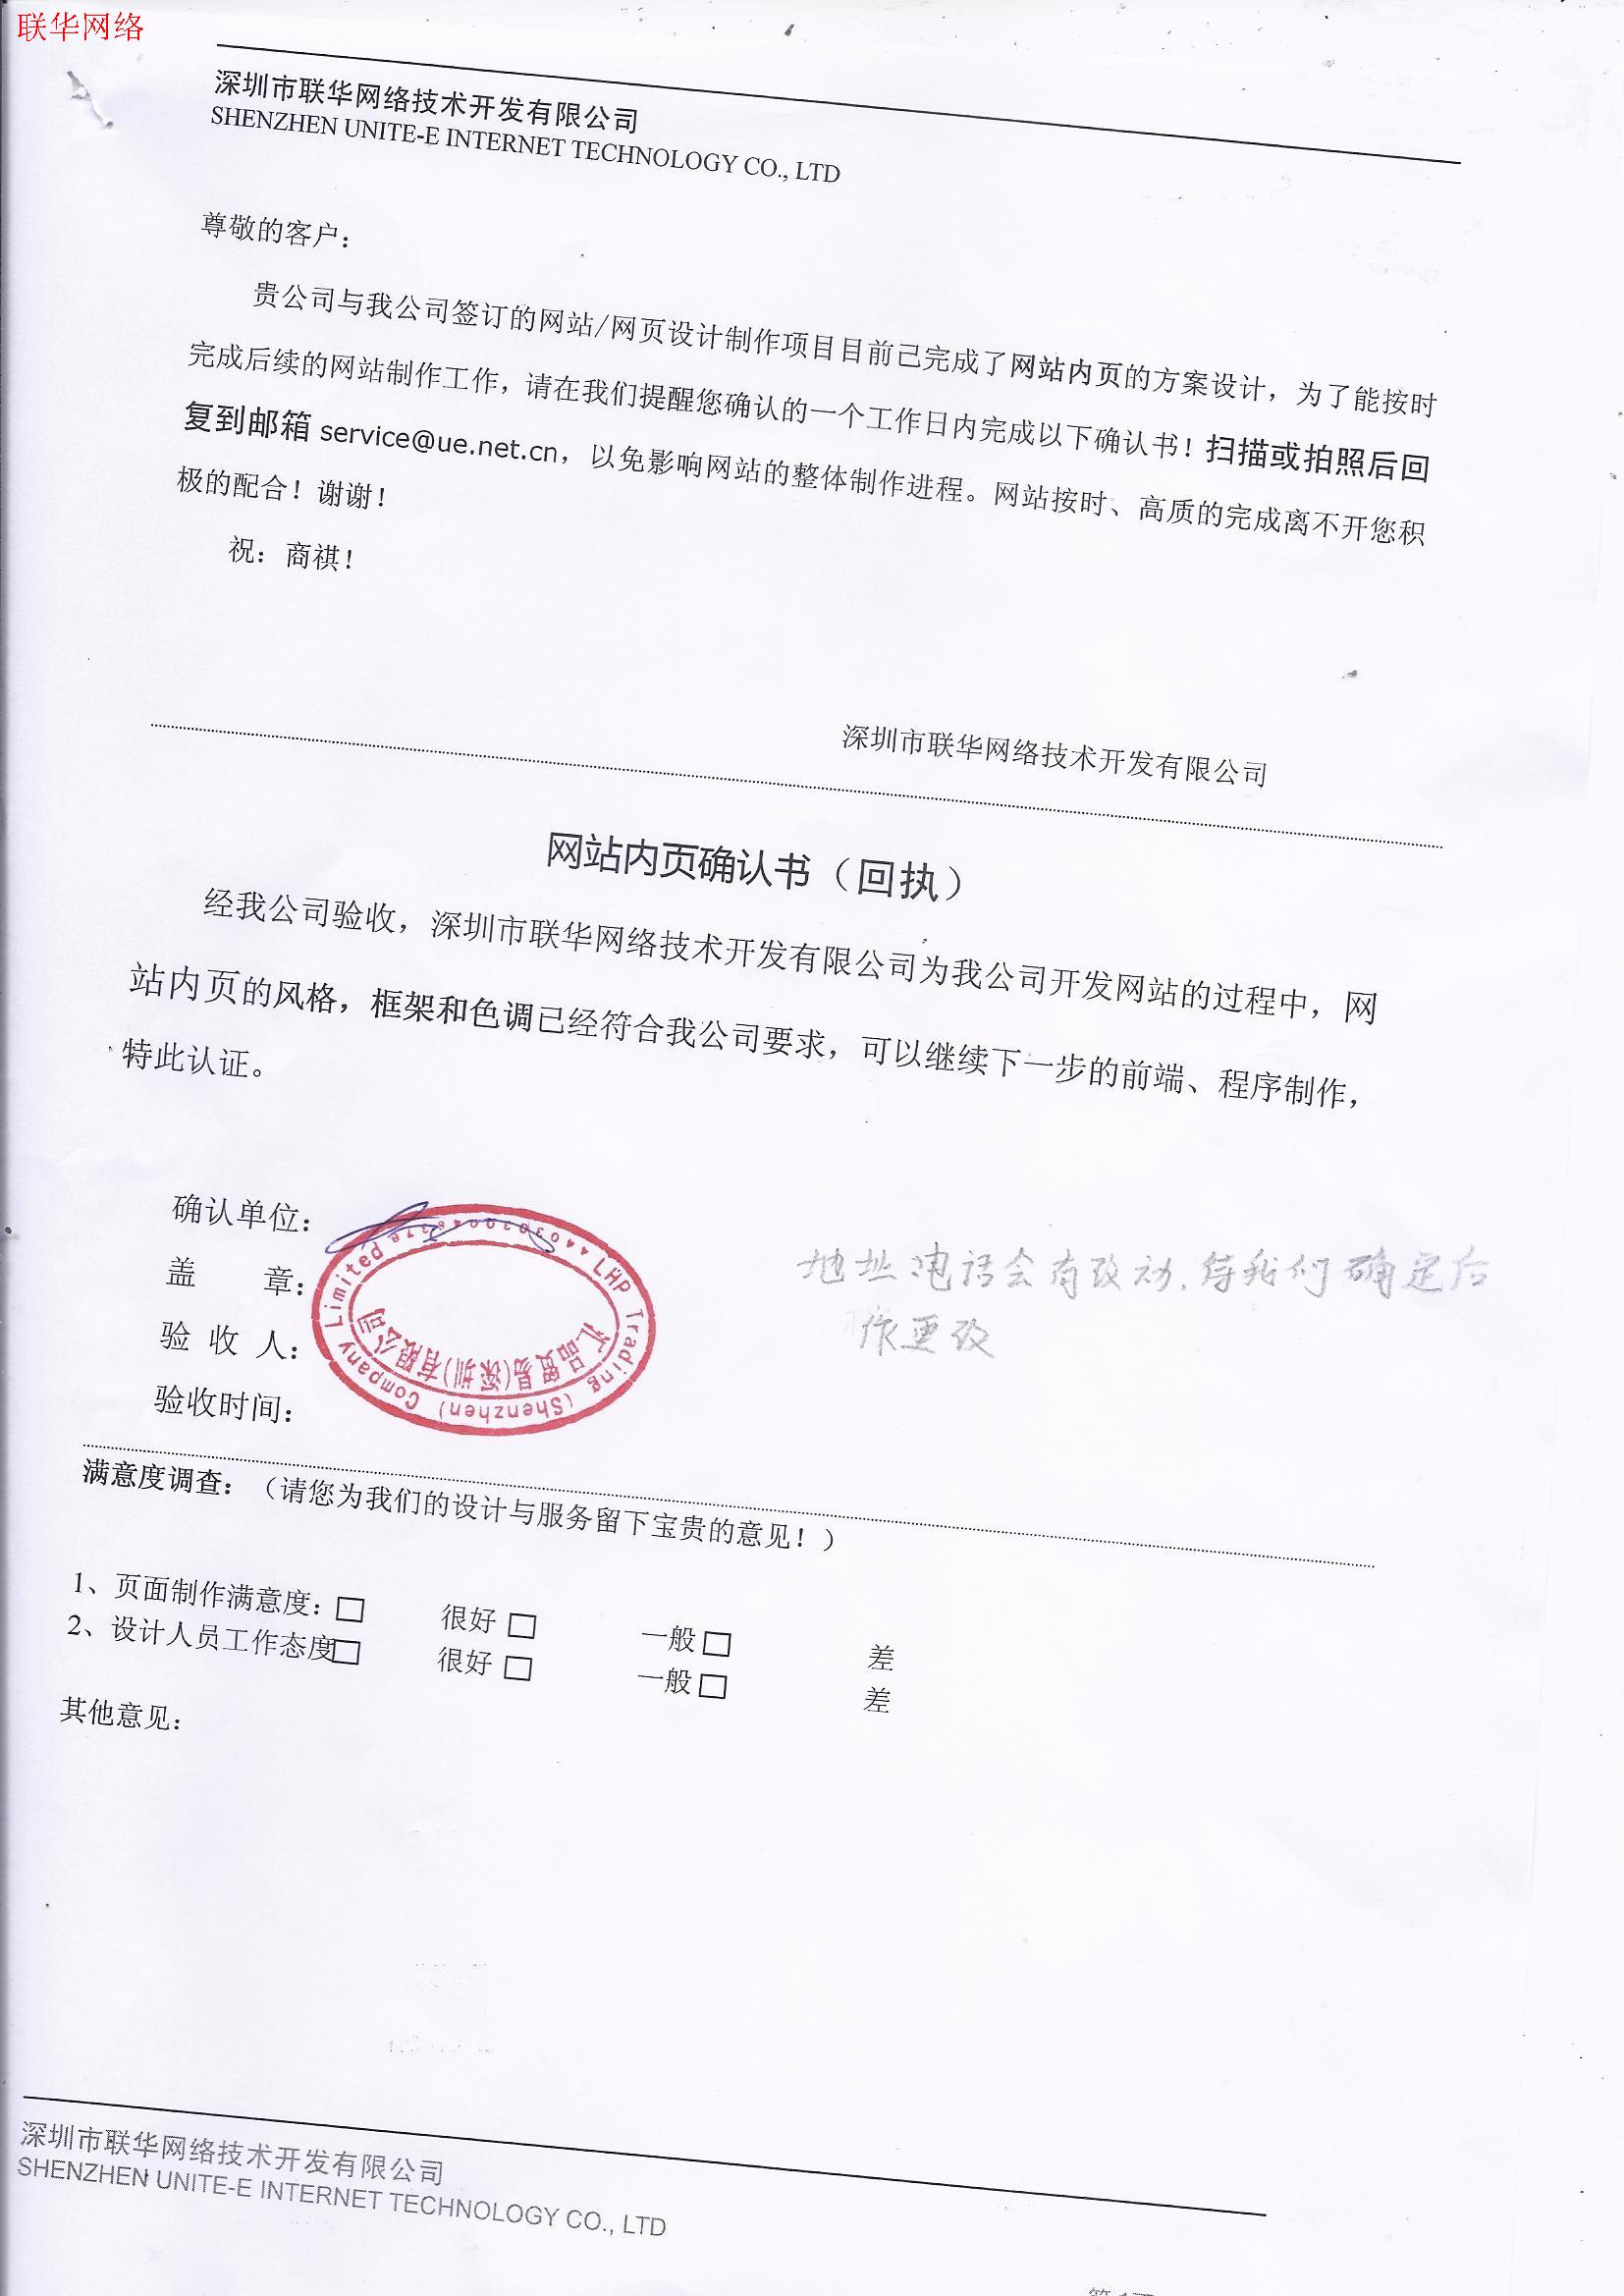 联华网络
深圳市联华网络技术开发有限公司
SHENZHEN UNITE-E INTERNET TECHNOLOGY CO., LTD
尊敬的客户：
贵公司与我公司签订的网站/网页设计制作项目目前己完成了网站内页的方案设计，为了能按时
完成后续的网站制作工作，请在我们提醒您确认的一个工作日内完成以下确认书！扫描或拍照后回
复到邮箱 service@ue.net.cn，以免影响网站的整体制作进程。网站按时、高质的完成离不开您积
极的配合！谢谢！
祝：商祺！
深圳市联华网络技术开发有限公司
网站内页确认书（回执）
经我公司验收，深圳市联华网络技术开发有限公司为我公司开发网站的过程中，网
站内页的风格，框架和色调已经符合我公司要求，可以继续下一步的前端、程序制作，
特此认证。
确认单位：
盖 章：
验 收 人：
验收时间：
LHP Trading (Shenzhen) Company Limited
汇品贸易(深圳)有限公司
地址电话会有改动，待我们确定后
作更改
满意度调查：（请您为我们的设计与服务留下宝贵的意见！）
1、页面制作满意度：□ 很好 □ 一般 □ 差
2、设计人员工作态度□ 很好 □ 一般 □ 差
其他意见：
深圳市联华网络技术开发有限公司
SHENZHEN UNITE-E INTERNET TECHNOLOGY CO., LTD